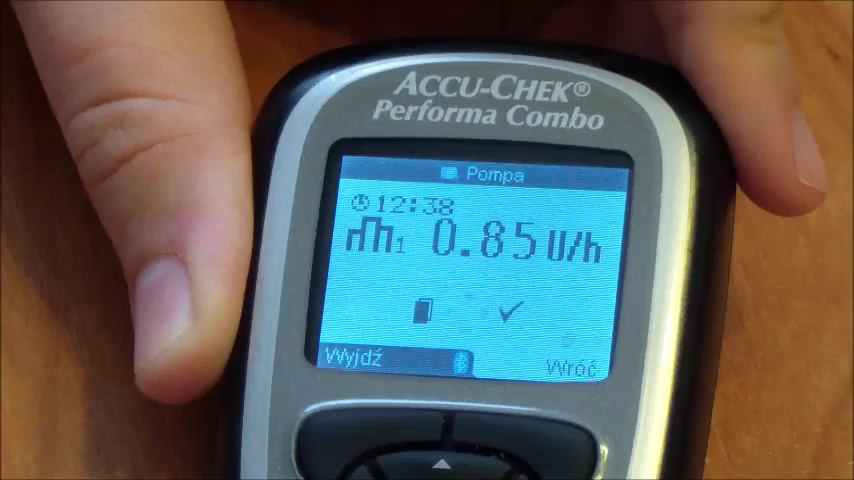 ACCU-CHEK®
Performa Combo
Pompa
12:38
1 0.85 U/h
Wyjdź
Wróć